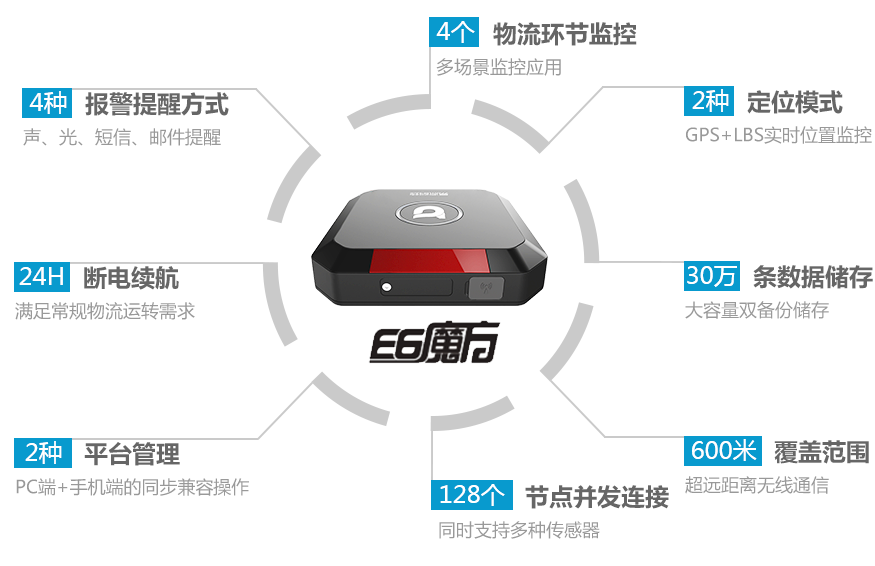 4个 物流环节监控
多场景监控应用
4种 报警提醒方式
声、光、短信、邮件提醒
2种 定位模式
GPS+LBS实时位置监控
24H 断电续航
满足常规物流运转需求
30万 条数据储存
大容量双备份储存
E6魔方
2种 平台管理
PC端+手机端的同步兼容操作
600米 覆盖范围
超远距离无线通信
128个 节点并发连接
同时支持多种传感器